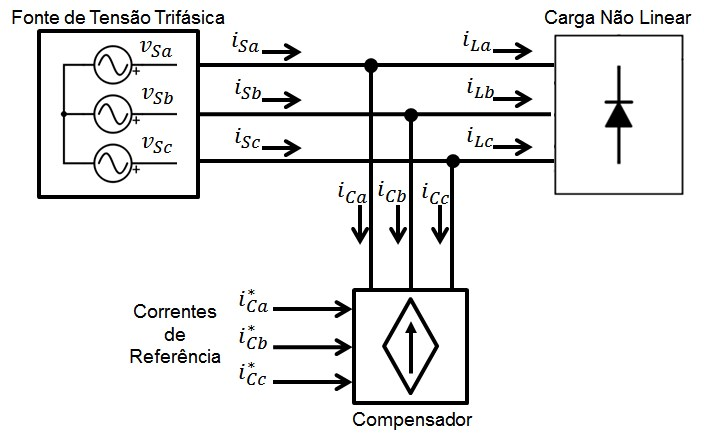 Fonte de Tensão Trifásica
Carga Não Linear
v_Sa
+
v_Sb
+
v_Sc
+
i_Sa
i_Sb
i_Sc
i_La
i_Lb
i_Lc
i_Ca
i_Cb
i_Cc
Correntes
de
Referência
i*_Ca
i*_Cb
i*_Cc
Compensador